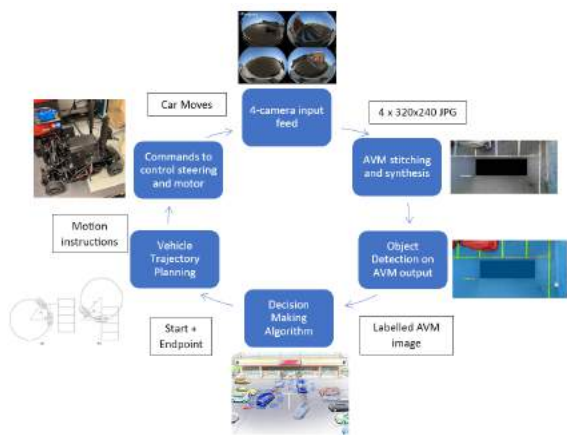 Car Moves
4-camera input
feed
4 x 320x240 JPG
Commands to
control steering
and motor
AVM stitching
and synthesis
Motion
instructions
Vehicle
Trajectory
Planning
Object
Detection on
AVM output
Decision
Making
Algorithm
Start +
Endpoint
Labelled AVM
image